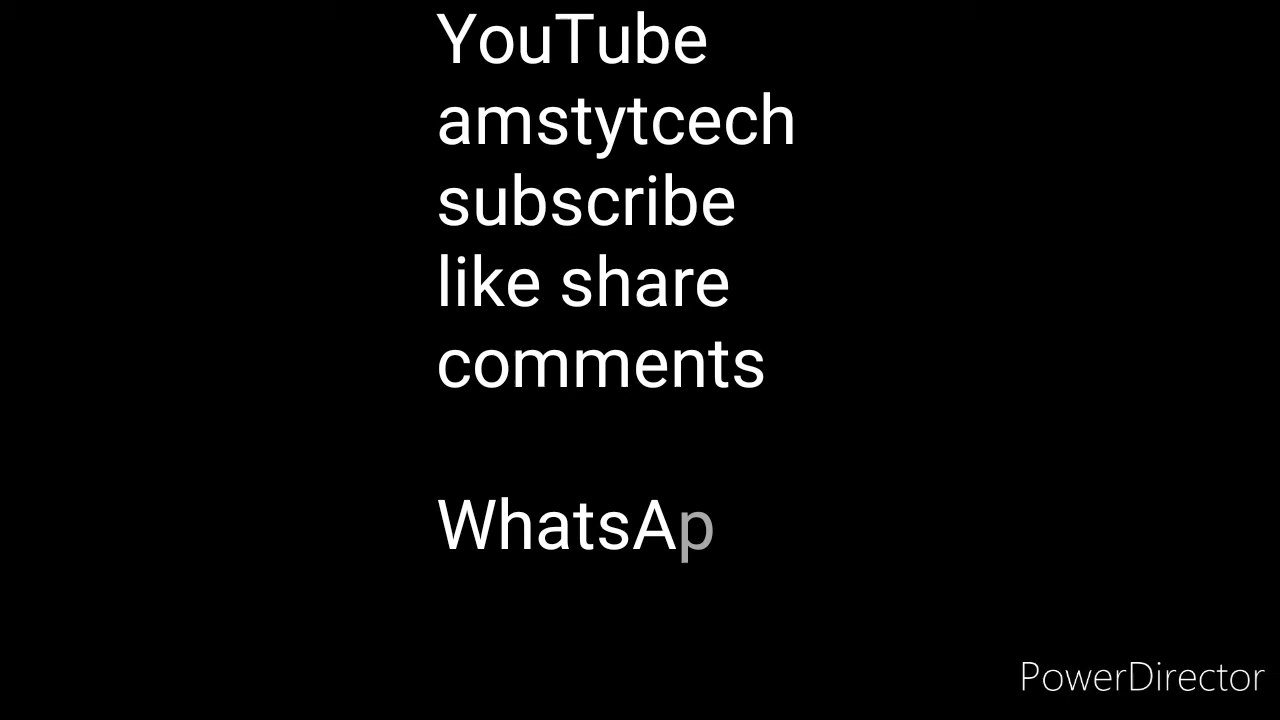 YouTube
amstytcech
subscribe
like share
comments
WhatsAp
PowerDirector